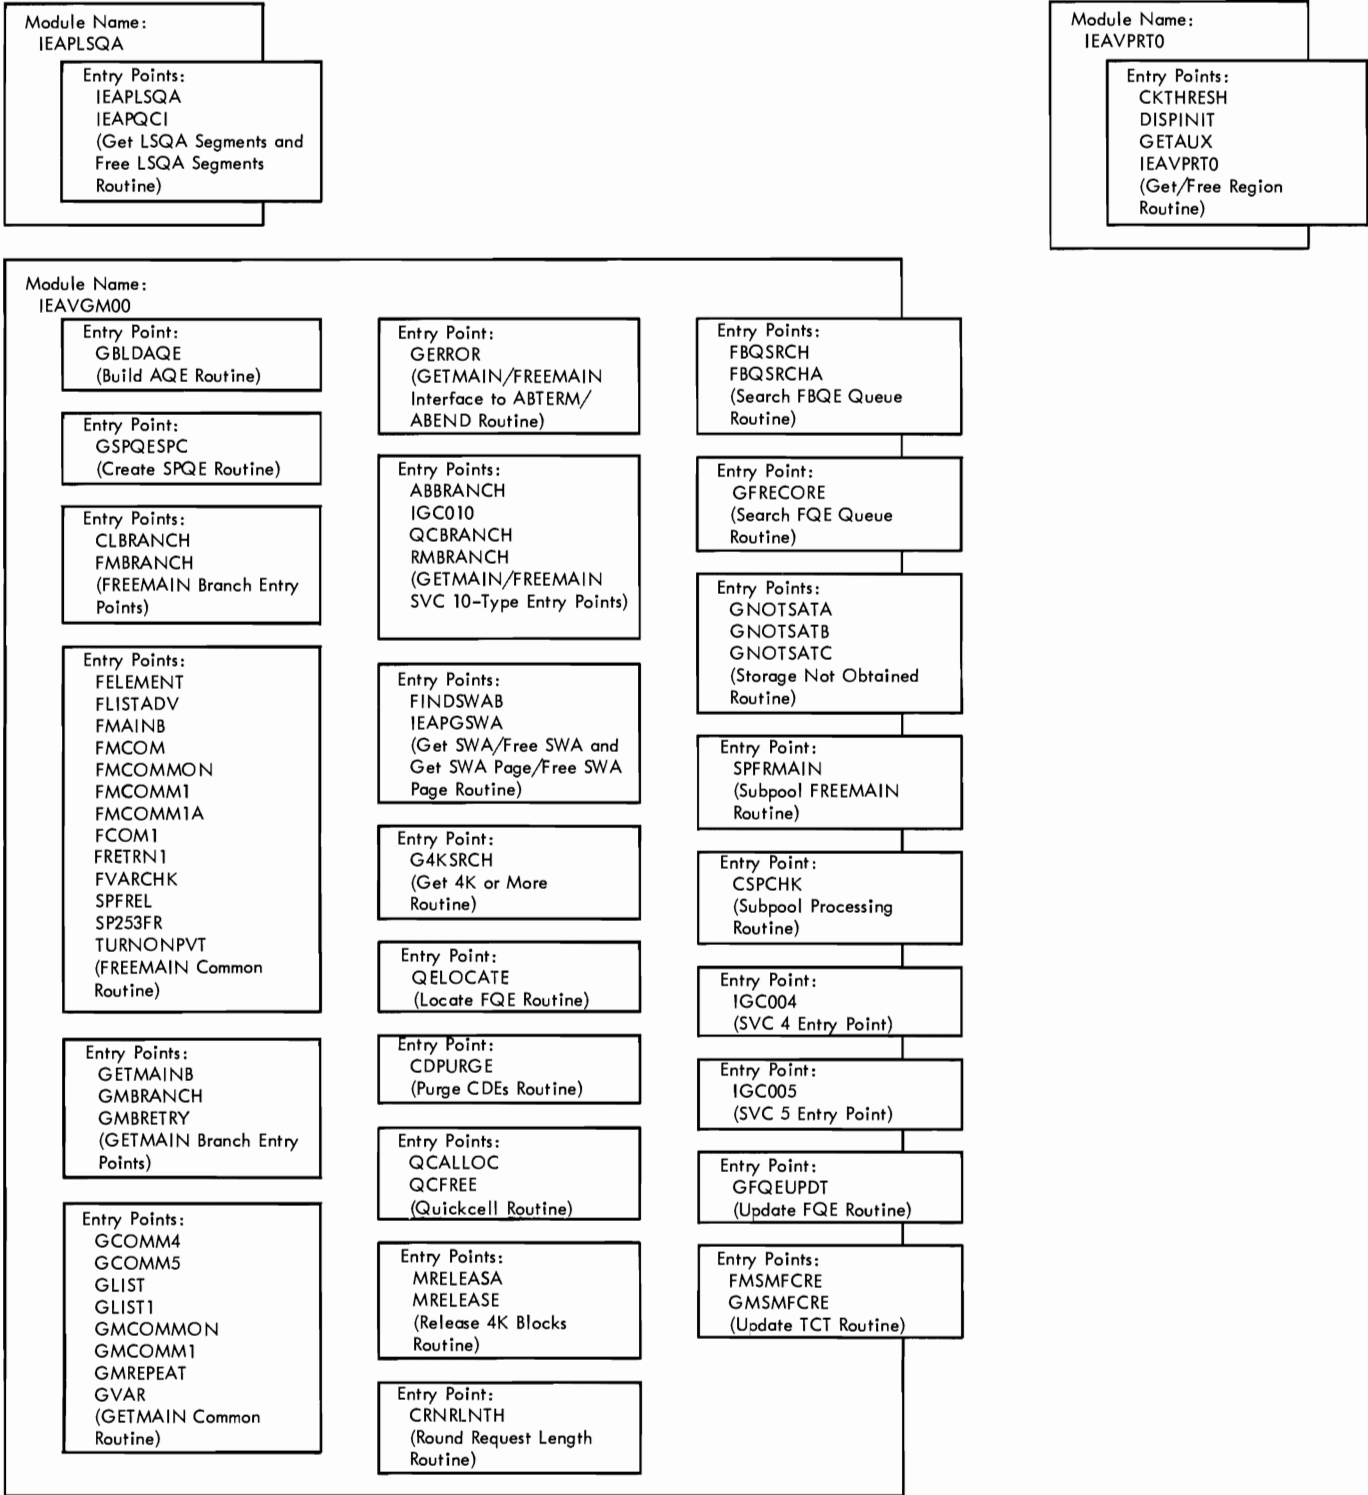 Module Name:
IEAPLSQA
Entry Points:
IEAPLSQA
IEAPQCI
(Get LSQA Segments and
Free LSQA Segments
Routine)
Module Name:
IEAVPRT0
Entry Points:
CKTHRESH
DISPINIT
GETAUX
IEAVPRT0
(Get/Free Region
Routine)
Module Name:
IEAVGM00
Entry Point:
GBLDAQE
(Build AQE Routine)
Entry Point:
GSPQESPC
(Create SPQE Routine)
Entry Points:
CLBRANCH
FMBRANCH
(FREEMAIN Branch Entry
Points)
Entry Points:
FELEMENT
FLISTADV
FMAINB
FMCOM
FMCOMMON
FMCOMM1
FMCOMM1A
FCOM1
FRETRN1
FVARCHK
SPFREL
SP253FR
TURNONPVT
(FREEMAIN Common
Routine)
Entry Points:
GETMAINB
GMBRANCH
GMBRETRY
(GETMAIN Branch Entry
Points)
Entry Points:
GCOMM4
GCOMM5
GLIST
GLIST1
GMCOMMON
GMCOMM1
GMREPEAT
GVAR
(GETMAIN Common
Routine)
Entry Point:
GERROR
(GETMAIN/FREEMAIN
Interface to ABTERM/
ABEND Routine)
Entry Points:
ABBRANCH
IGC010
QCBRANCH
RMBRANCH
(GETMAIN/FREEMAIN
SVC 10-Type Entry Points)
Entry Points:
FINDSWAB
IEAPGSWA
(Get SWA/Free SWA and
Get SWA Page/Free SWA
Page Routine)
Entry Point:
G4KSRCH
(Get 4K or More
Routine)
Entry Point:
QELOCATE
(Locate FQE Routine)
Entry Point:
CDPURGE
(Purge CDEs Routine)
Entry Points:
QCALLOC
QCFREE
(Quickcell Routine)
Entry Points:
MRELEASA
MRELEASE
(Release 4K Blocks
Routine)
Entry Point:
CRNRLNTH
(Round Request Length
Routine)
Entry Points:
FBQSRCH
FBQSRCHA
(Search FBQE Queue
Routine)
Entry Point:
GFRECORE
(Search FQE Queue
Routine)
Entry Points:
GNOTSATA
GNOTSATB
GNOTSATC
(Storage Not Obtained
Routine)
Entry Point:
SPFRMAIN
(Subpool FREEMAIN
Routine)
Entry Point:
CSPCHK
(Subpool Processing
Routine)
Entry Point:
IGC004
(SVC 4 Entry Point)
Entry Point:
IGC005
(SVC 5 Entry Point)
Entry Point:
GFQEUPDT
(Update FQE Routine)
Entry Points:
FMSMFCRE
GMSMFCRE
(Update TCT Routine)